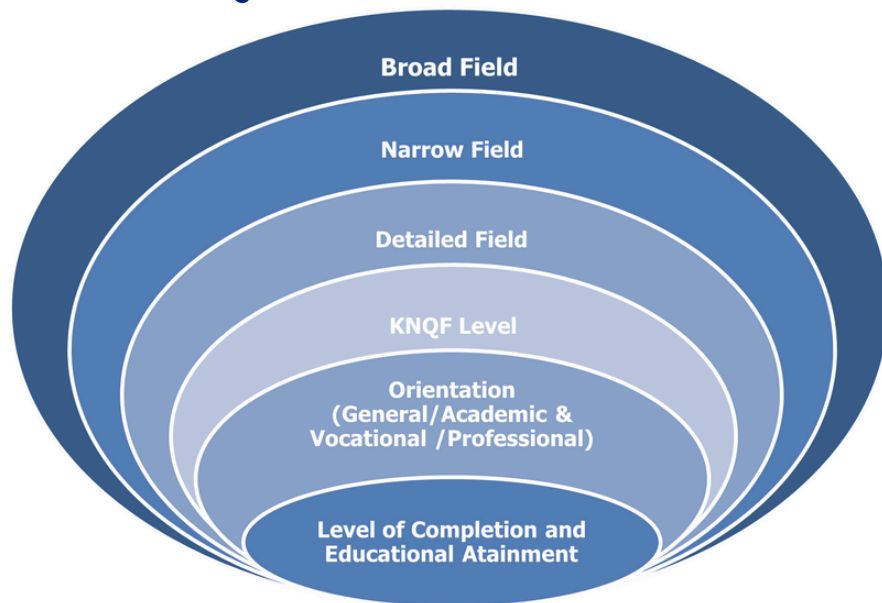 Broad Field
Narrow Field
Detailed Field
KNQF Level
Orientation
(General/Academic &
Vocational /Professional)
Level of Completion and
Educational Atainment